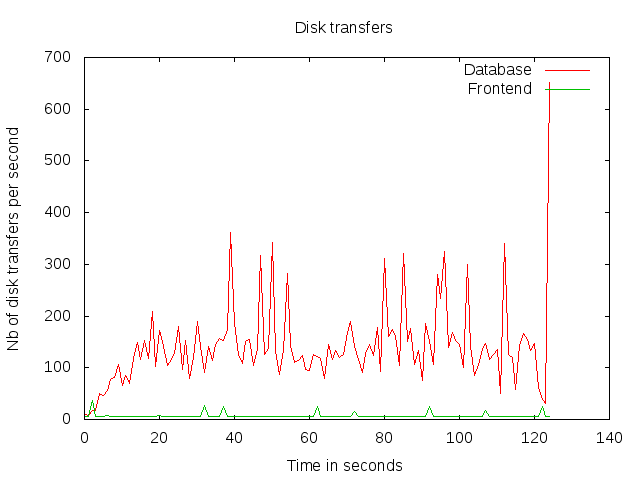 Disk transfers
700
600
500
400
300
200
100
0
Nb of disk transfers per second
Database
Frontend
0 20 40 60 80 100 120 140
Time in seconds